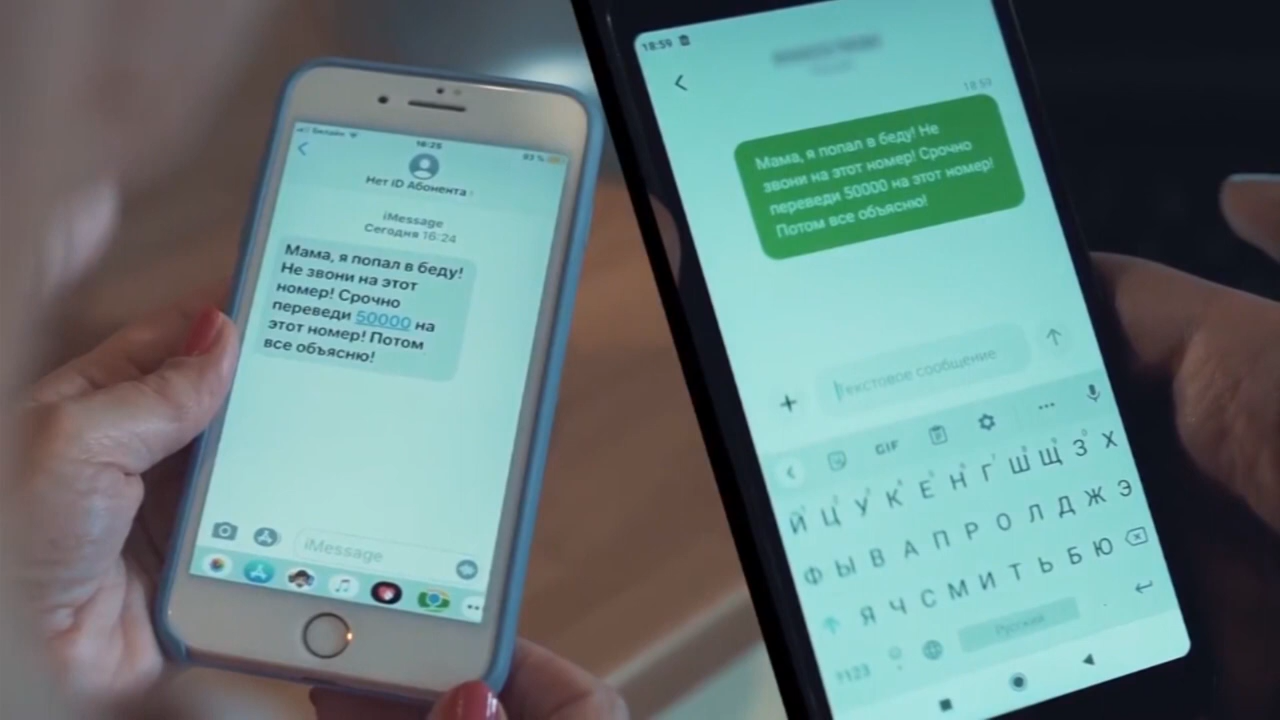 Билайн
16:25
93 %
Нет ID Абонента
iMessage
Сегодня 16:24
Мама, я попал в беду!
Не звони на этот
номер! Срочно
переведи 50000 на
этот номер! Потом
все объясню!
iMessage
18:59
18:59
Мама, я попал в беду! Не
звони на этот номер! Срочно
переведи 50000 на этот номер!
Потом все объясню!
Текстовое сообщение
GIF
Й Ц У К Е Н Г Ш Щ З Х
Ф Ы В А П Р О Л Д Ж Э
Я Ч С М И Т Ь Б Ю
?123
Русский